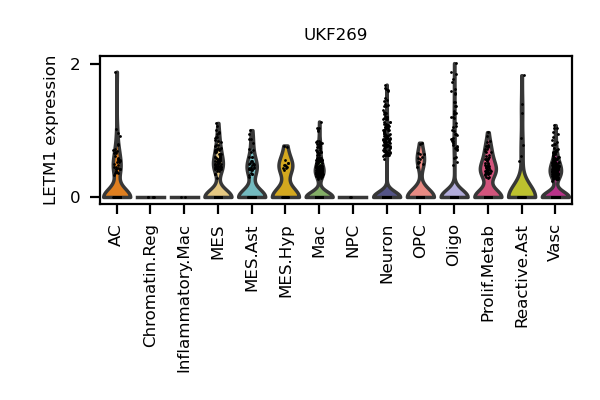 UKF269
LETM1 expression
2
0
AC
Chromatin.Reg
Inflammatory.Mac
MES
MES.Ast
MES.Hyp
Mac
NPC
Neuron
OPC
Oligo
Prolif.Metab
Reactive.Ast
Vasc